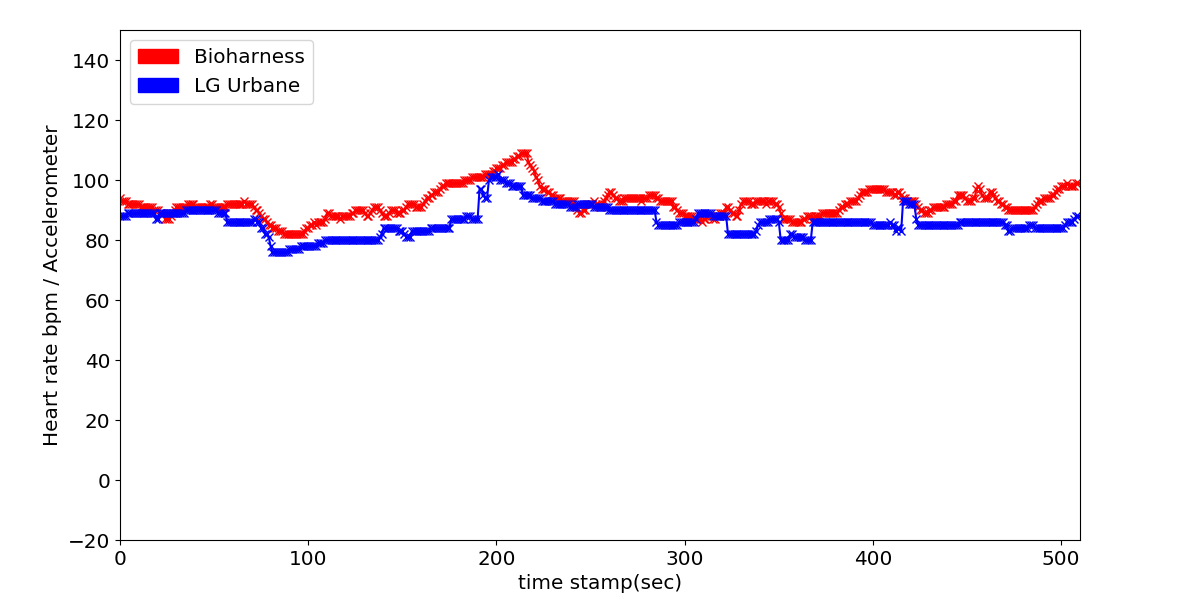 Bioharness
LG Urbane
140
120
100
80
60
40
20
0
−20
0 100 200 300 400 500
time stamp(sec)
Heart rate bpm / Accelerometer